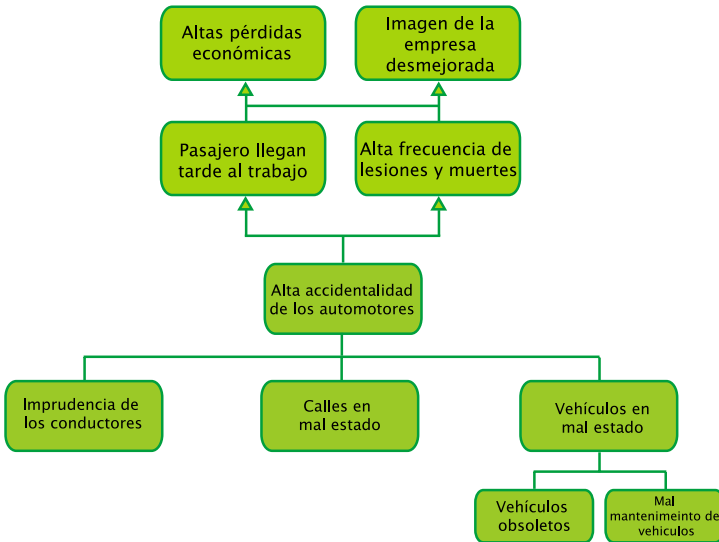 Altas pérdidas
económicas
Imagen de la
empresa
desmejorada
Pasajero llegan
tarde al trabajo
Alta frecuencia de
lesiones y muertes
Alta accidentalidad
de los automotores
Imprudencia de
los conductores
Calles en
mal estado
Vehículos en
mal estado
Vehículos
obsoletos
Mal
mantenimeinto de
vehiculos